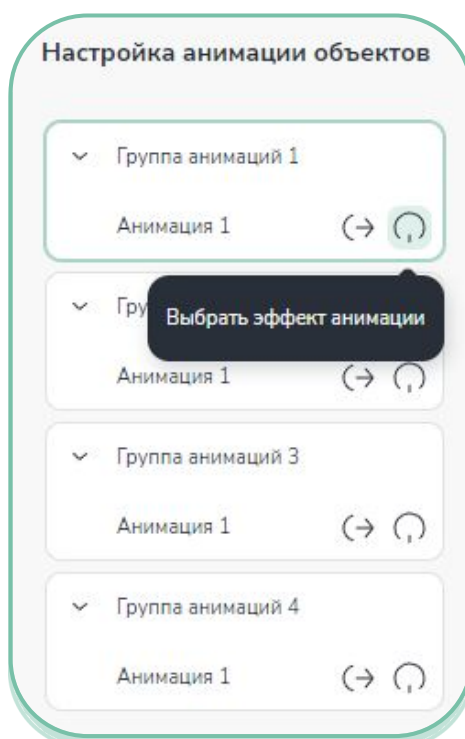 Настройка анимации объектов
Группа анимаций 1
Анимация 1
Выбрать эффект анимации
Гру
Анимация 1
Группа анимаций 3
Анимация 1
Группа анимаций 4
Анимация 1